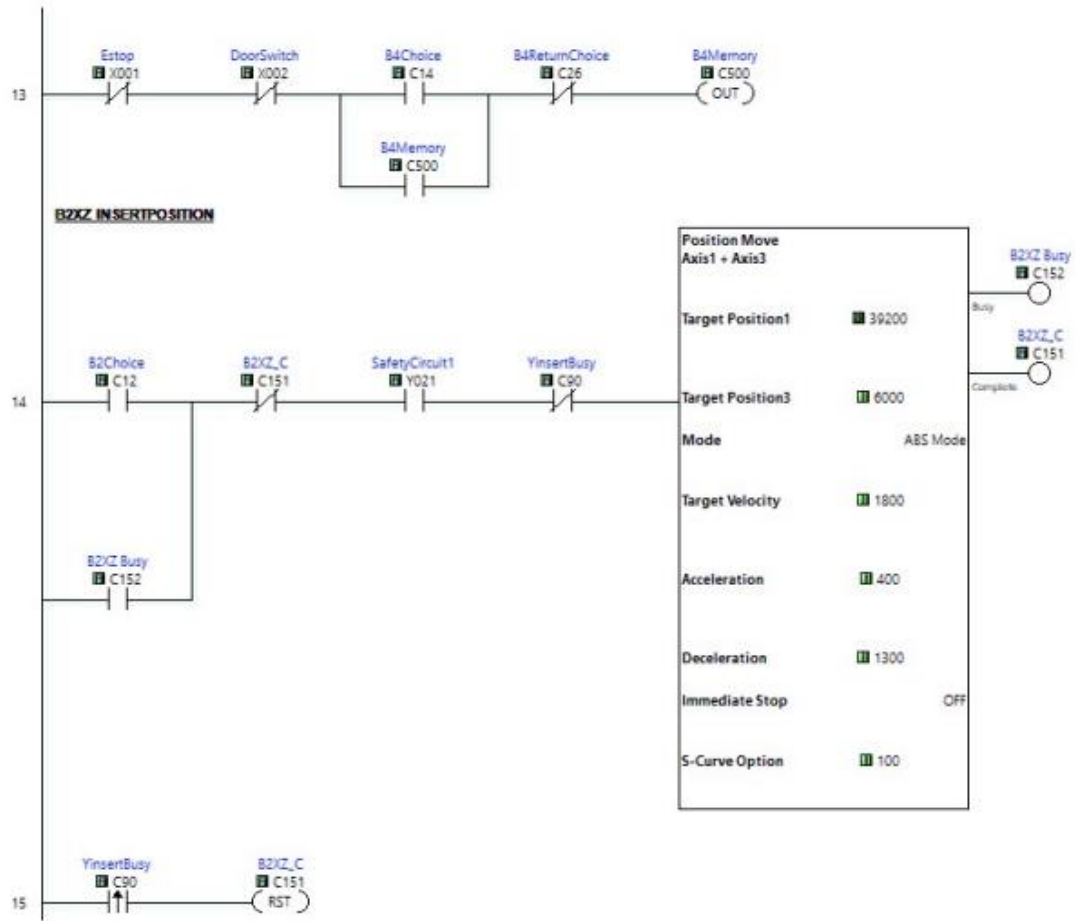 Estop DoorSwitch B4Choice B4ReturnChoice B4Memory
X001 X002 C14 C26 C500
13 OUT
B4Memory
C500
B2XZ INSERTPOSITION
Position Move
Axis1 + Axis3
B2XZ Busy
C152
Busy
Target Position1 39200
B2XZ_C
C151
Complete
B2Choice B2XZ_C SafetyCircuit1 YinsertBusy
C12 C151 Y021 C90
14
Target Position3 6000
Mode ABS Mode
Target Velocity 1800
B2XZ Busy
C152
Acceleration 400
Deceleration 1300
Immediate Stop OFF
S-Curve Option 100
YinsertBusy B2XZ_C
C90 C151
15 RST